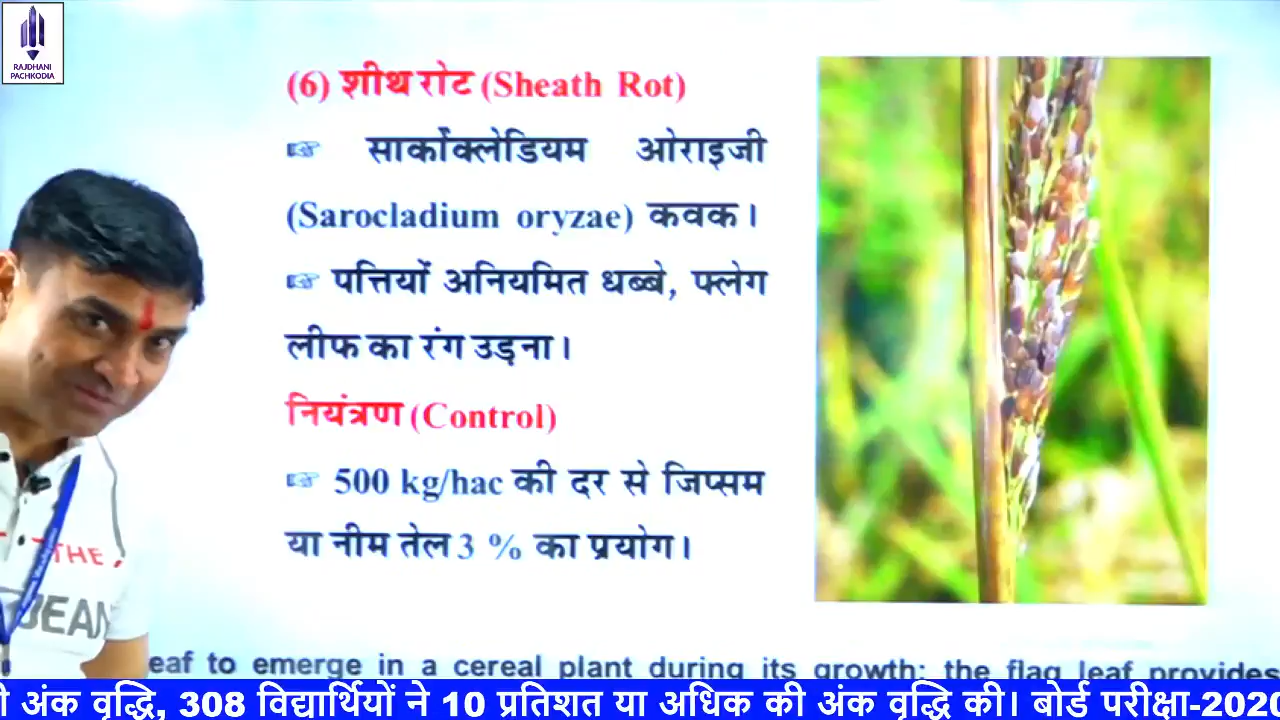 RAJDHANI
PACHKODIA
(6) शीथ रोट (Sheath Rot)
☞ सार्कोक्लेडियम ओराइजी
(Sarocladium oryzae) कवक।
☞ पत्तियों अनियमित धब्बे, फ्लेग
लीफ का रंग उड़ना।
नियंत्रण (Control)
☞ 500 kg/hac की दर से जिप्सम
या नीम तेल 3 % का प्रयोग।
THE
JEAN
eaf to emerge in a cereal plant during its growth; the flag leaf provides
ी अंक वृद्धि, 308 विद्यार्थियों ने 10 प्रतिशत या अधिक की अंक वृद्धि की। बोर्ड परीक्षा-2020